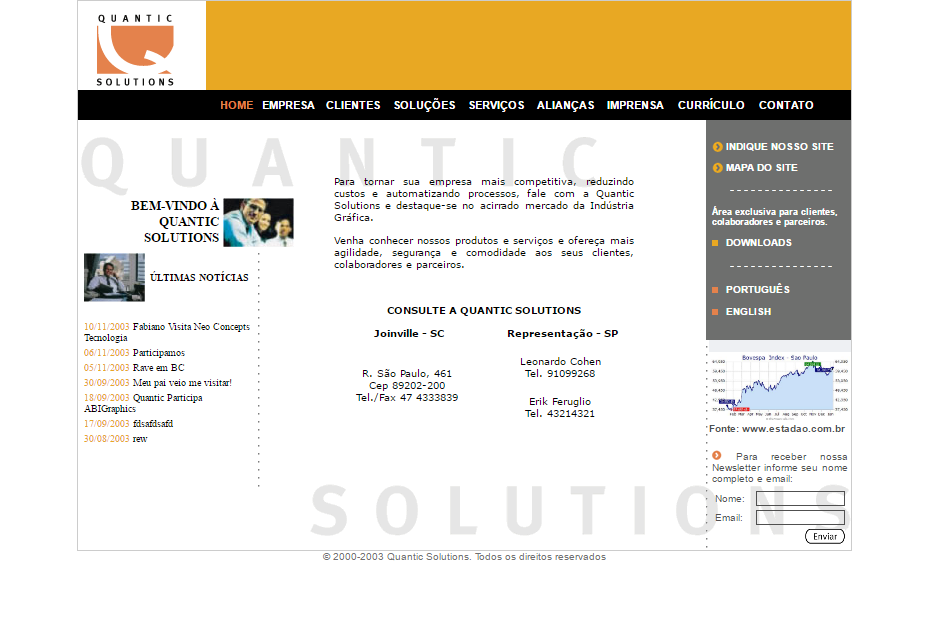 QUANTIC
SOLUTIONS
HOME EMPRESA CLIENTES SOLUÇÕES SERVIÇOS ALIANÇAS IMPRENSA CURRÍCULO CONTATO
QUANTIC
BEM-VINDO À
QUANTIC
SOLUTIONS
ÚLTIMAS NOTÍCIAS
10/11/2003 Fabiano Visita Neo Concepts
Tecnologia
06/11/2003 Participamos
05/11/2003 Rave em BC
30/09/2003 Meu pai veio me visitar!
18/09/2003 Quantic Participa
ABIGraphics
17/09/2003 fdsafdsafd
30/08/2003 rew
Para tornar sua empresa mais competitiva, reduzindo
custos e automatizando processos, fale com a Quantic
Solutions e destaque-se no acirrado mercado da Indústria
Gráfica.
Venha conhecer nossos produtos e serviços e ofereça mais
agilidade, segurança e comodidade aos seus clientes,
colaboradores e parceiros.
CONSULTE A QUANTIC SOLUTIONS
Joinville - SC
R. São Paulo, 461
Cep 89202-200
Tel./Fax 47 4333839
Representação - SP
Leonardo Cohen
Tel. 91099268
Erik Feruglio
Tel. 43214321
INDIQUE NOSSO SITE
MAPA DO SITE
Área exclusiva para clientes,
colaboradores e parceiros.
DOWNLOADS
PORTUGUÊS
ENGLISH
Bovespa Index - Sao Paulo
Fonte: www.estadao.com.br
Para receber nossa
Newsletter informe seu nome
completo e email:
Nome:
Email:
Enviar
SOLUTIONS
© 2000-2003 Quantic Solutions. Todos os direitos reservados